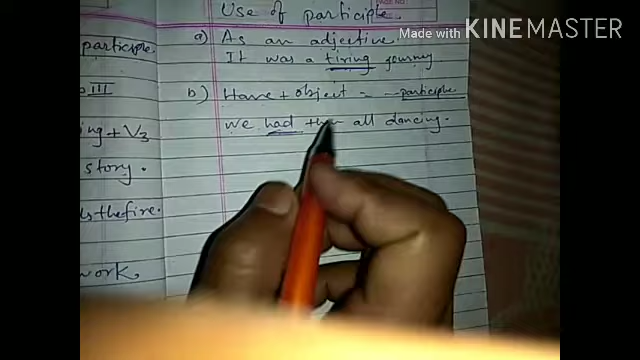 Made with KINEMASTER
participle.
III
ing + V3
story.
the fire.
work
Use of participle.
a) As an adjective
It was a tiring journey
b) Have + object - - participle
We had them all dancing.